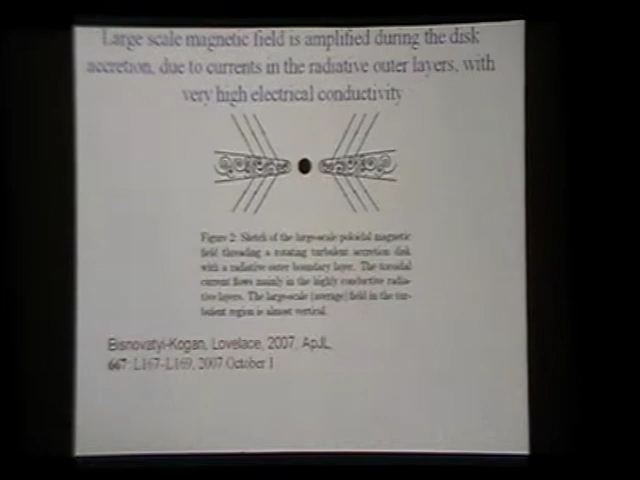 Large scale magnetic field is amplified during the disk
accretion, due to currents in the radiative outer layers, with
very high electrical conductivity
Figure 2: Sketch of the large-scale poloidal magnetic
field threading a rotating turbulent accretion disk
with a radiative outer boundary layer. The toroidal
current flows mainly in the highly conductive radia-
tive layers. The large-scale (average) field in the tur-
bulent region is almost vertical.
Bisnovatyi-Kogan, Lovelace, 2007, ApJL,
667: L167–L169, 2007 October 1